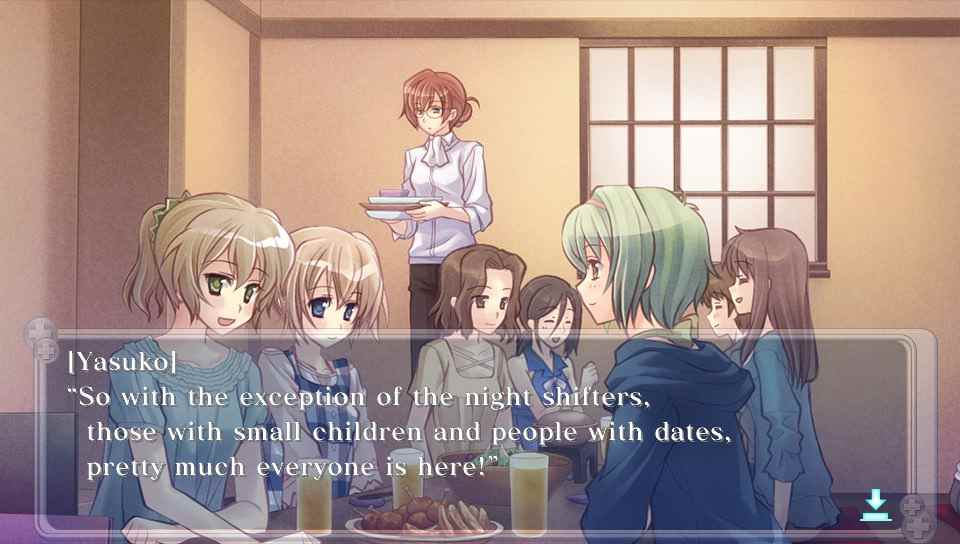 [Yasuko]
“So with the exception of the night shifters,
those with small children and people with dates,
pretty much everyone is here!”